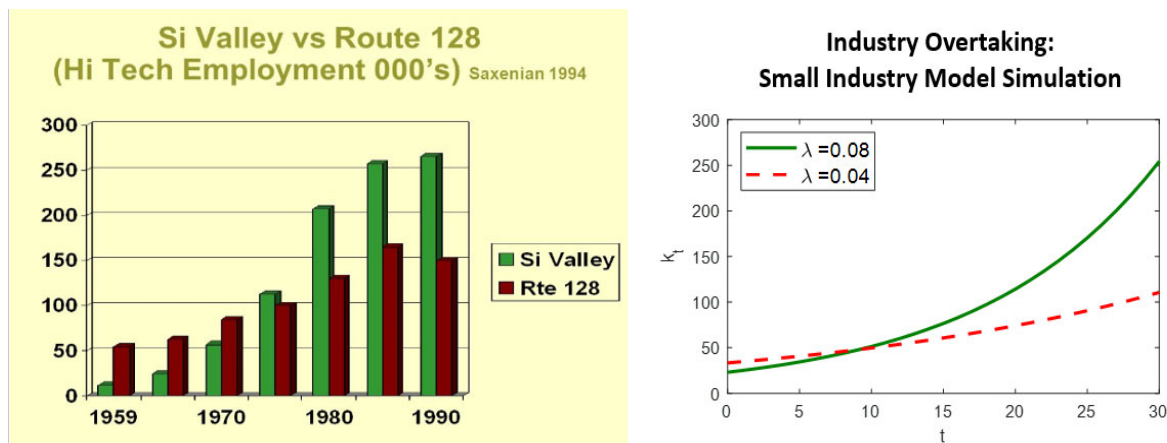 Si Valley vs Route 128
(Hi Tech Employment 000's) Saxenian 1994
300
250
200
150
100
50
0
1959
1970
1980
1990
Si Valley
Rte 128
Industry Overtaking:
Small Industry Model Simulation
300
250
200
150
100
50
0
k_t
λ =0.08
λ =0.04
0
5
10
15
20
25
30
t